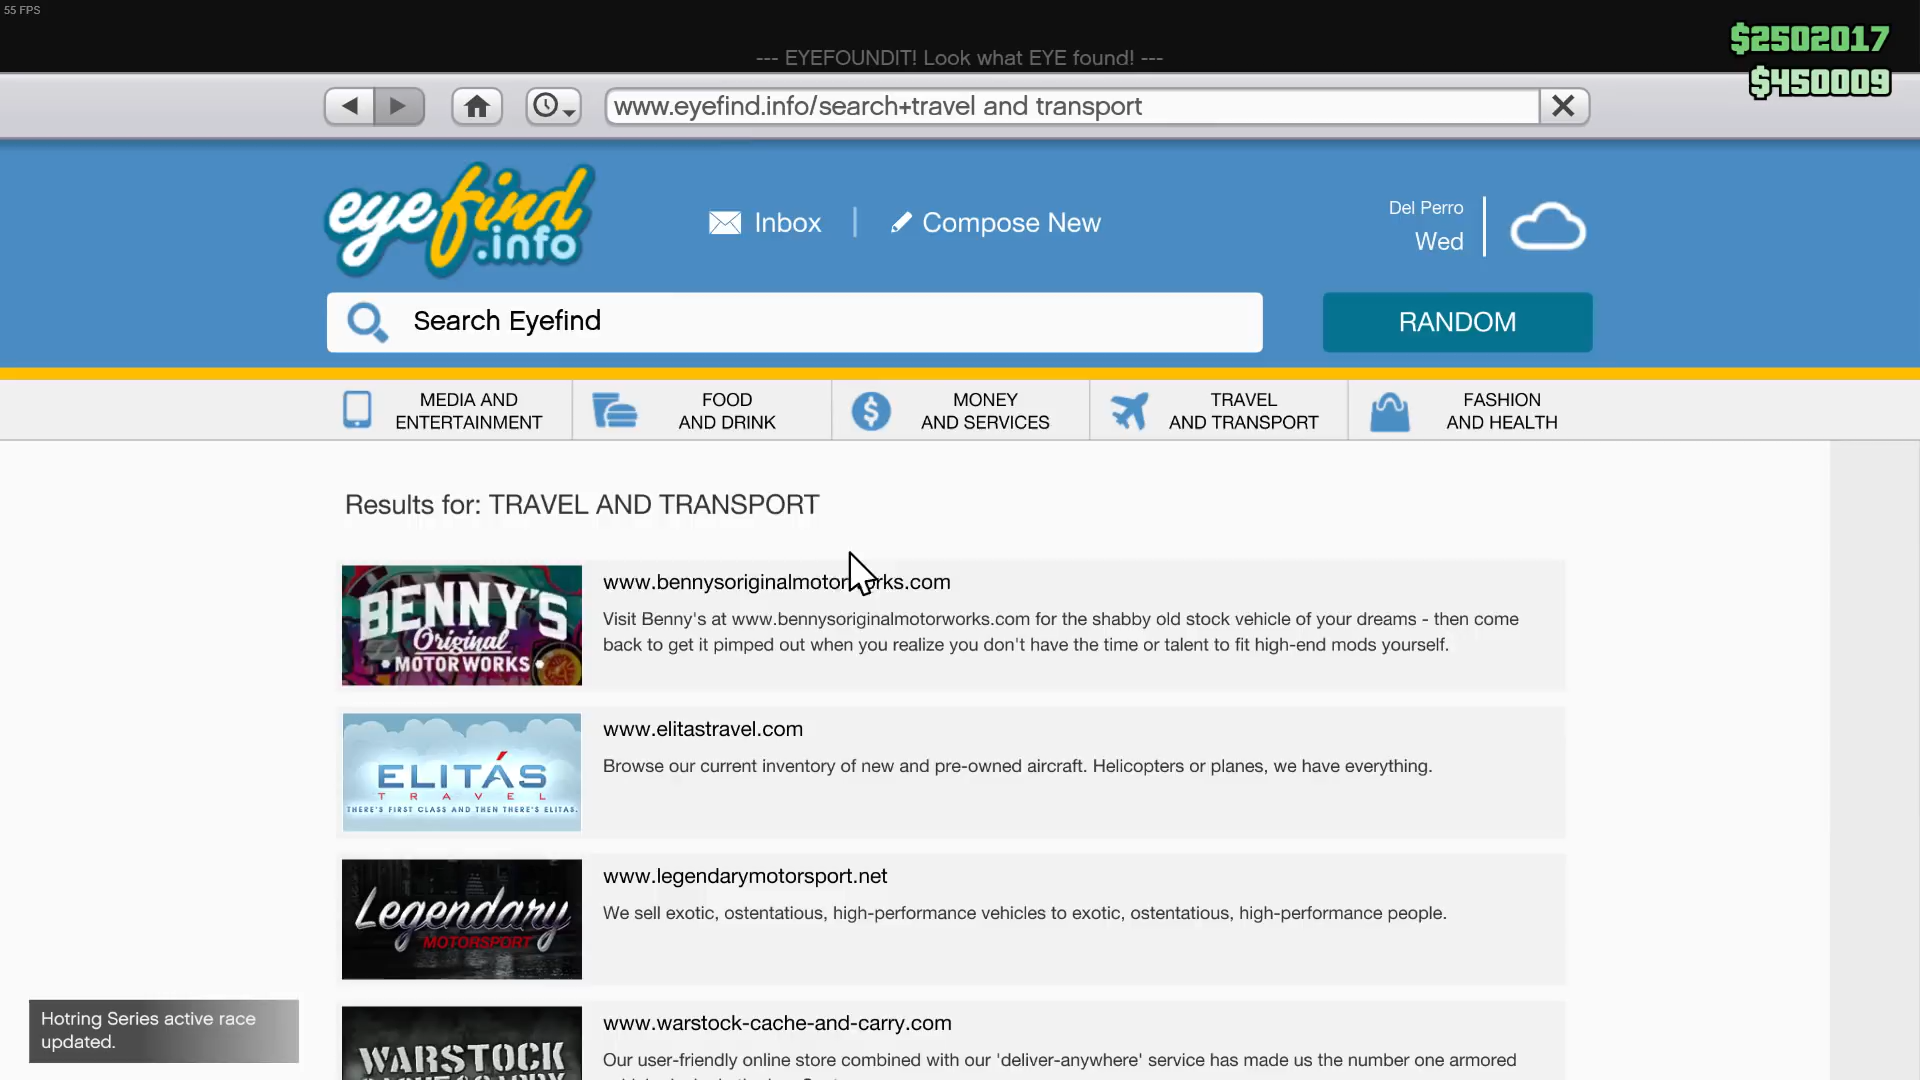 55 FPS
$2502017
--- EYEFOUNDIT! Look what EYE found! ---
$450009
www.eyefind.info/search+travel and transport
eyefind
.info
Inbox
Compose New
Del Perro
Wed
Search Eyefind
RANDOM
MEDIA AND
ENTERTAINMENT
FOOD
AND DRINK
MONEY
AND SERVICES
TRAVEL
AND TRANSPORT
FASHION
AND HEALTH
Results for: TRAVEL AND TRANSPORT
BENNY'S
Original
MOTOR WORKS
www.bennysoriginalmotorworks.com
Visit Benny's at www.bennysoriginalmotorworks.com for the shabby old stock vehicle of your dreams - then come
back to get it pimped out when you realize you don't have the time or talent to fit high-end mods yourself.
ELITÁS
TRAVEL
THERE'S FIRST CLASS AND THEN THERE'S ELITAS.
www.elitastravel.com
Browse our current inventory of new and pre-owned aircraft. Helicopters or planes, we have everything.
Legendary
MOTORSPORT
www.legendarymotorsport.net
We sell exotic, ostentatious, high-performance vehicles to exotic, ostentatious, high-performance people.
WARSTOCK
www.warstock-cache-and-carry.com
Our user-friendly online store combined with our 'deliver-anywhere' service has made us the number one armored
Hotring Series active race
updated.